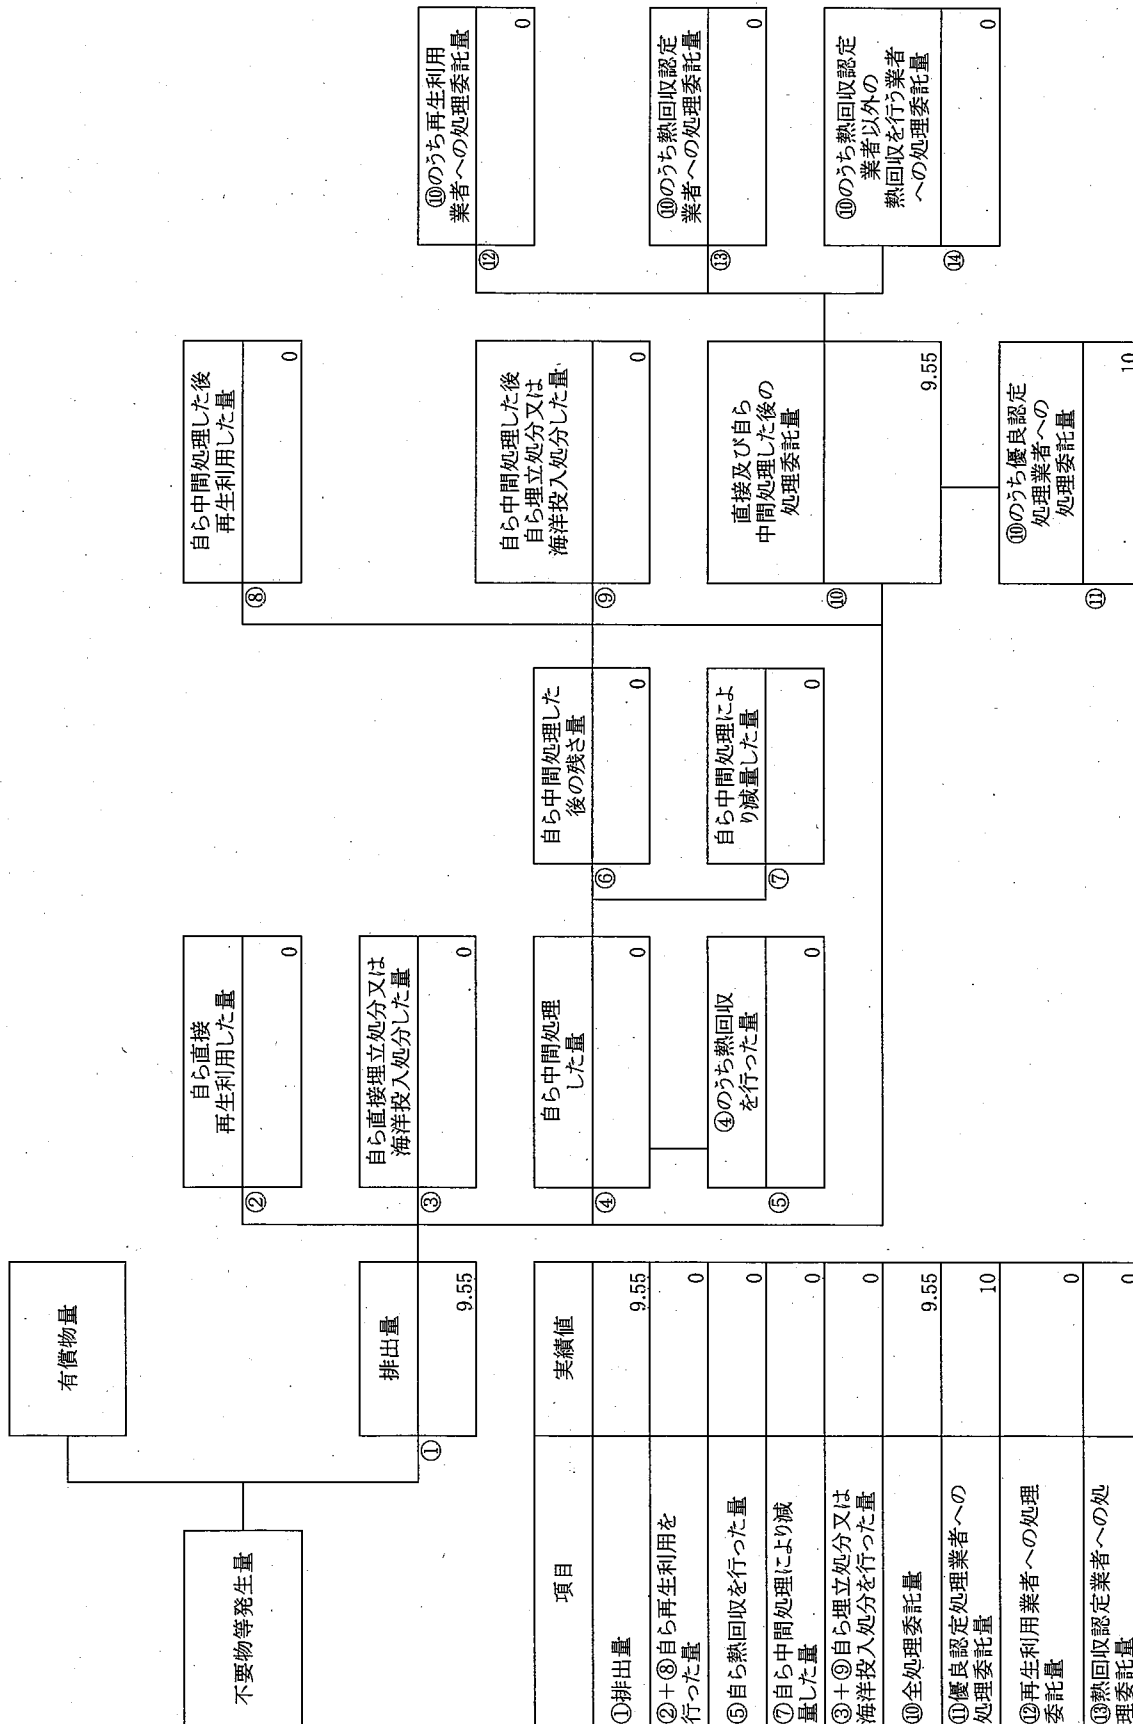 不要物等発生量
有償物量
排出量
①
9.55
自ら直接
再生利用した量
②
0
自ら直接埋立処分又は
海洋投入処分した量
③
0
自ら中間処理
した量
④
0
④のうち熱回収
を行った量
⑤
0
自ら中間処理した
後の残さ量
⑥
0
自ら中間処理によ
り減量した量
⑦
0
自ら中間処理した後
再生利用した量
⑧
0
自ら中間処理した後
自ら埋立処分又は
海洋投入処分した量
⑨
0
直接及び自ら
中間処理した後の
処理委託量
⑩
9.55
⑩のうち優良認定
処理業者への
処理委託量
⑪
10
⑩のうち再生利用
業者への処理委託量
⑫
0
⑩のうち熱回収認定
業者への処理委託量
⑬
0
⑩のうち熱回収認定
業者以外の
熱回収を行う業者
への処理委託量
⑭
0
項目 実績値
①排出量 9.55
②+⑧自ら再生利用を
行った量 0
⑤自ら熱回収を行った量 0
⑦自ら中間処理により減
量した量 0
③+⑨自ら埋立処分又は
海洋投入処分を行った量 0
⑩全処理委託量 9.55
⑪優良認定処理業者への
処理委託量 10
⑫再生利用業者への処理
委託量 0
⑬熱回収認定業者への処
理委託量 0